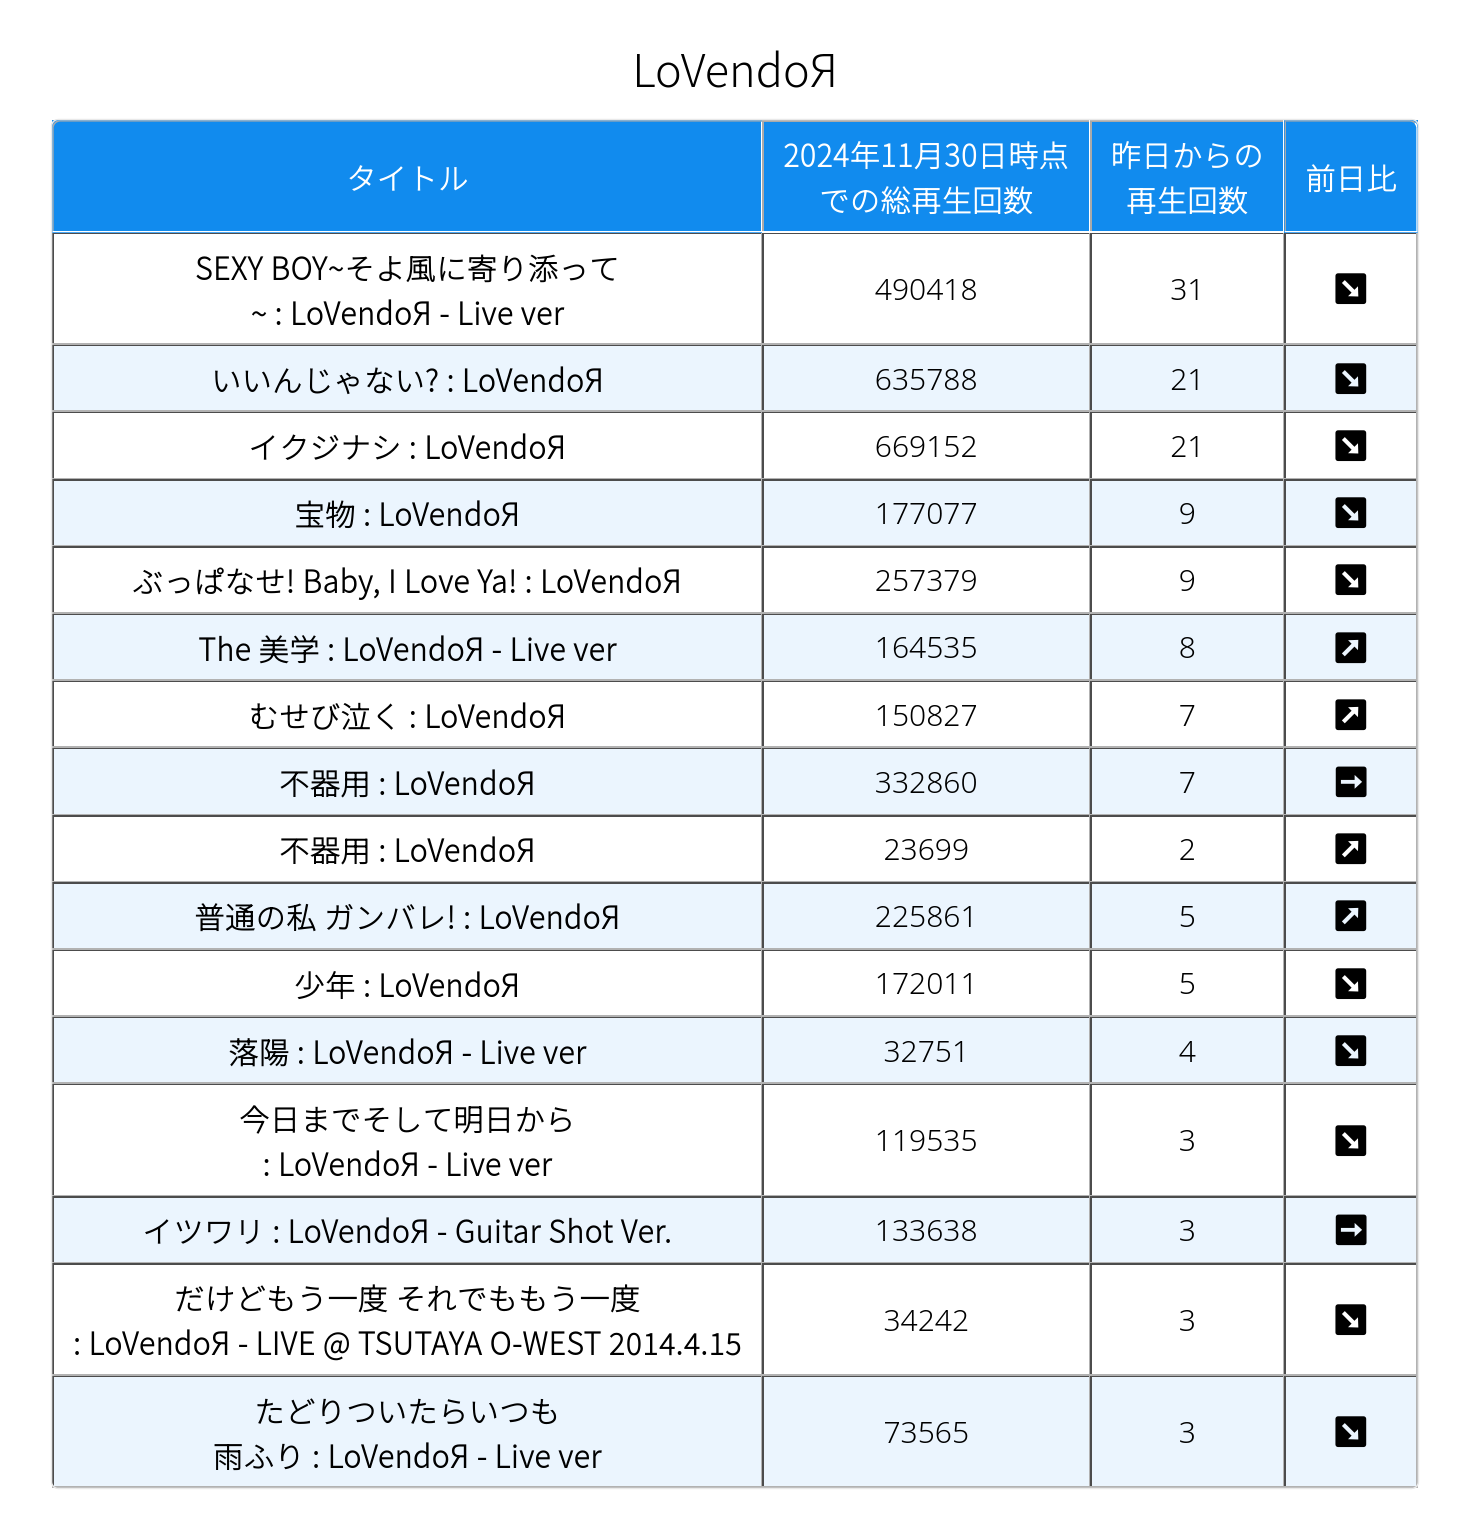 LoVendoЯ
タイトル
2024年11月30日時点
での総再生回数
昨日からの
再生回数
前日比
SEXY BOY~そよ風に寄り添って
~ : LoVendoЯ - Live ver
490418
31
↘
いいんじゃない? : LoVendoЯ
635788
21
↘
イクジナシ : LoVendoЯ
669152
21
↘
宝物 : LoVendoЯ
177077
9
↘
ぶっぱなせ! Baby, I Love Ya! : LoVendoЯ
257379
9
↘
The 美学 : LoVendoЯ - Live ver
164535
8
↗
むせび泣く : LoVendoЯ
150827
7
↗
不器用 : LoVendoЯ
332860
7
→
不器用 : LoVendoЯ
23699
2
↗
普通の私 ガンバレ! : LoVendoЯ
225861
5
↗
少年 : LoVendoЯ
172011
5
↘
落陽 : LoVendoЯ - Live ver
32751
4
↘
今日までそして明日から
: LoVendoЯ - Live ver
119535
3
↘
イツワリ : LoVendoЯ - Guitar Shot Ver.
133638
3
→
だけどもう一度 それでももう一度
: LoVendoЯ - LIVE @ TSUTAYA O-WEST 2014.4.15
34242
3
↘
たどりついたらいつも
雨ふり : LoVendoЯ - Live ver
73565
3
↘